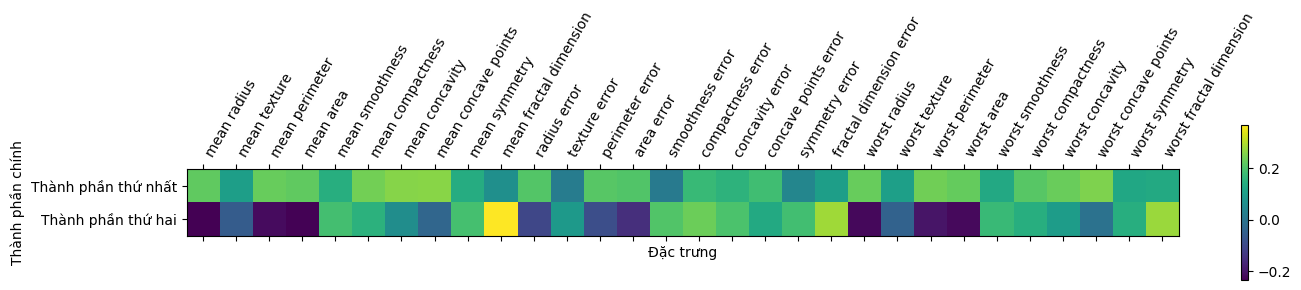 mean radius
mean texture
mean perimeter
mean area
mean smoothness
mean compactness
mean concavity
mean concave points
mean symmetry
mean fractal dimension
radius error
texture error
perimeter error
area error
smoothness error
compactness error
concavity error
concave points error
symmetry error
fractal dimension error
worst radius
worst texture
worst perimeter
worst area
worst smoothness
worst compactness
worst concavity
worst concave points
worst symmetry
worst fractal dimension
Thành phần chính
Thành phần thứ nhất
Thành phần thứ hai
Đặc trưng
0.2
0.0
−0.2